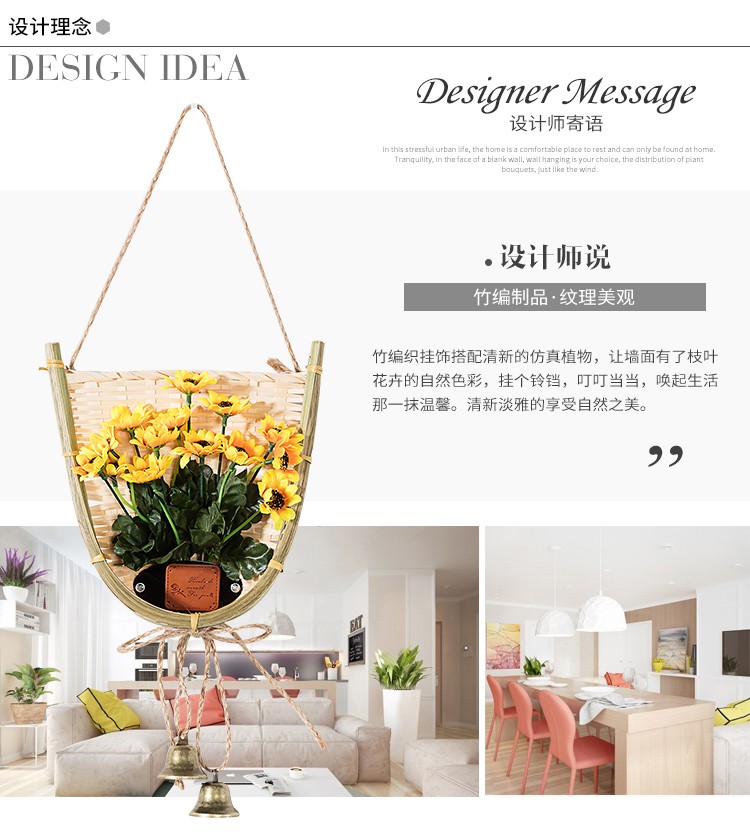 设计理念
DESIGN IDEA
Designer Message
设计师寄语
In this stressful urban life, the home is a comfortable place to rest and can only be found at home.
Tranquility, in the face of a blank wall, wall hanging is your choice, the distribution of plant
bouquets, just like the wind.
·设计师说
竹编制品·纹理美观
竹编织挂饰搭配清新的仿真植物，让墙面有了枝叶
花卉的自然色彩，挂个铃铛，叮叮当当，唤起生活
那一抹温馨。清新淡雅的享受自然之美。
”
EAT